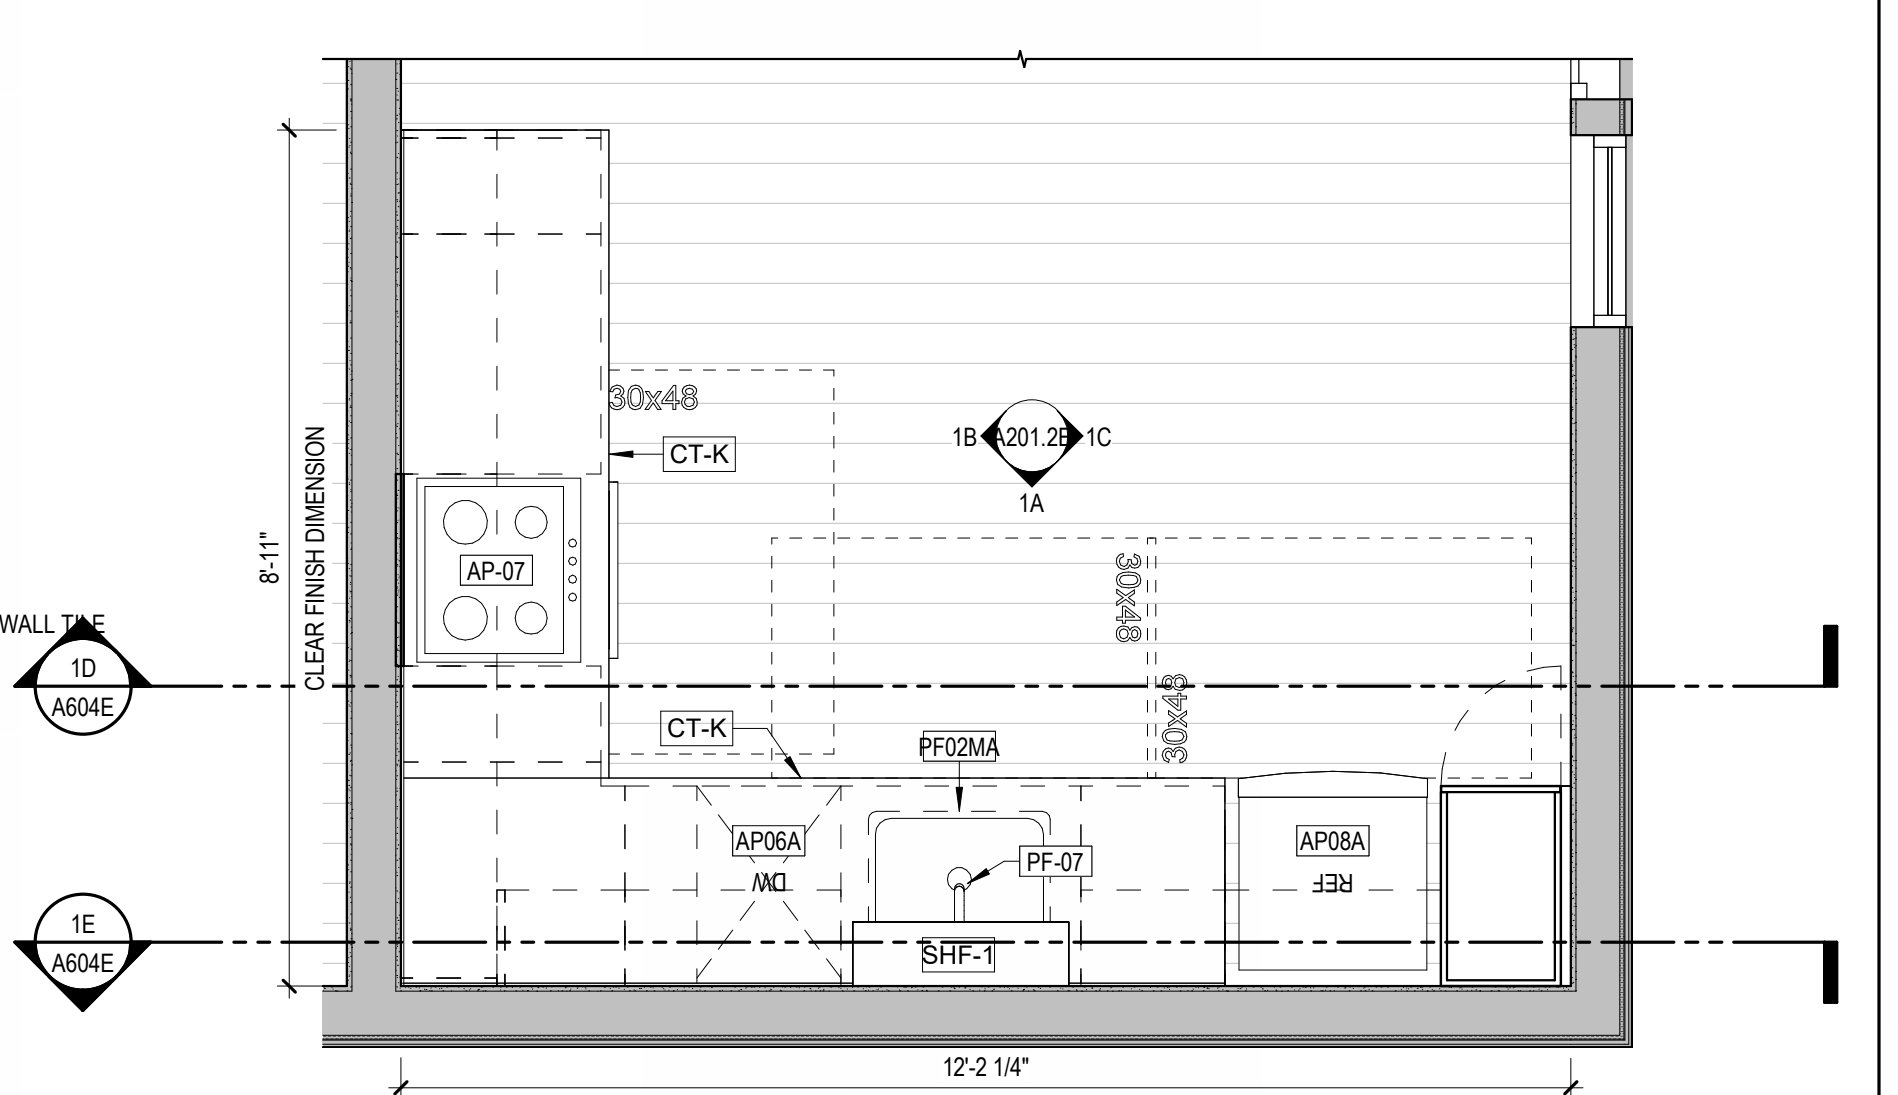 30x48
CT-K
1B
A201.2E
1C
1A
CLEAR FINISH DIMENSION
8'-11"
AP-07
30x48
WALL TILE
1D
A604E
30x48
CT-K
PF02MA
AP06A
DW
PF-07
AP08A
REF
1E
A604E
SHF-1
12'-2 1/4"